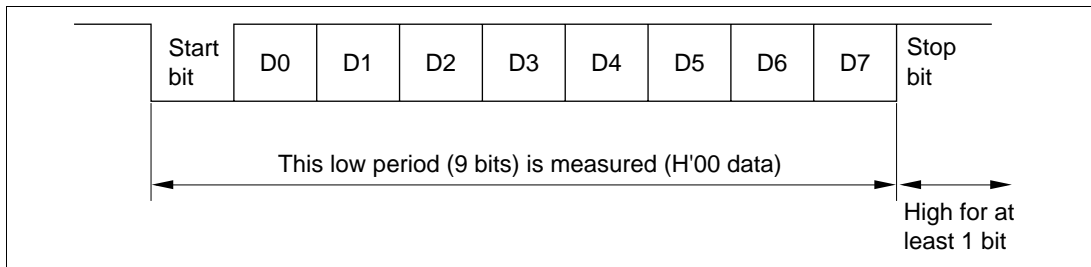 Start
bit
D0
D1
D2
D3
D4
D5
D6
D7
Stop
bit
This low period (9 bits) is measured (H'00 data)
High for at
least 1 bit